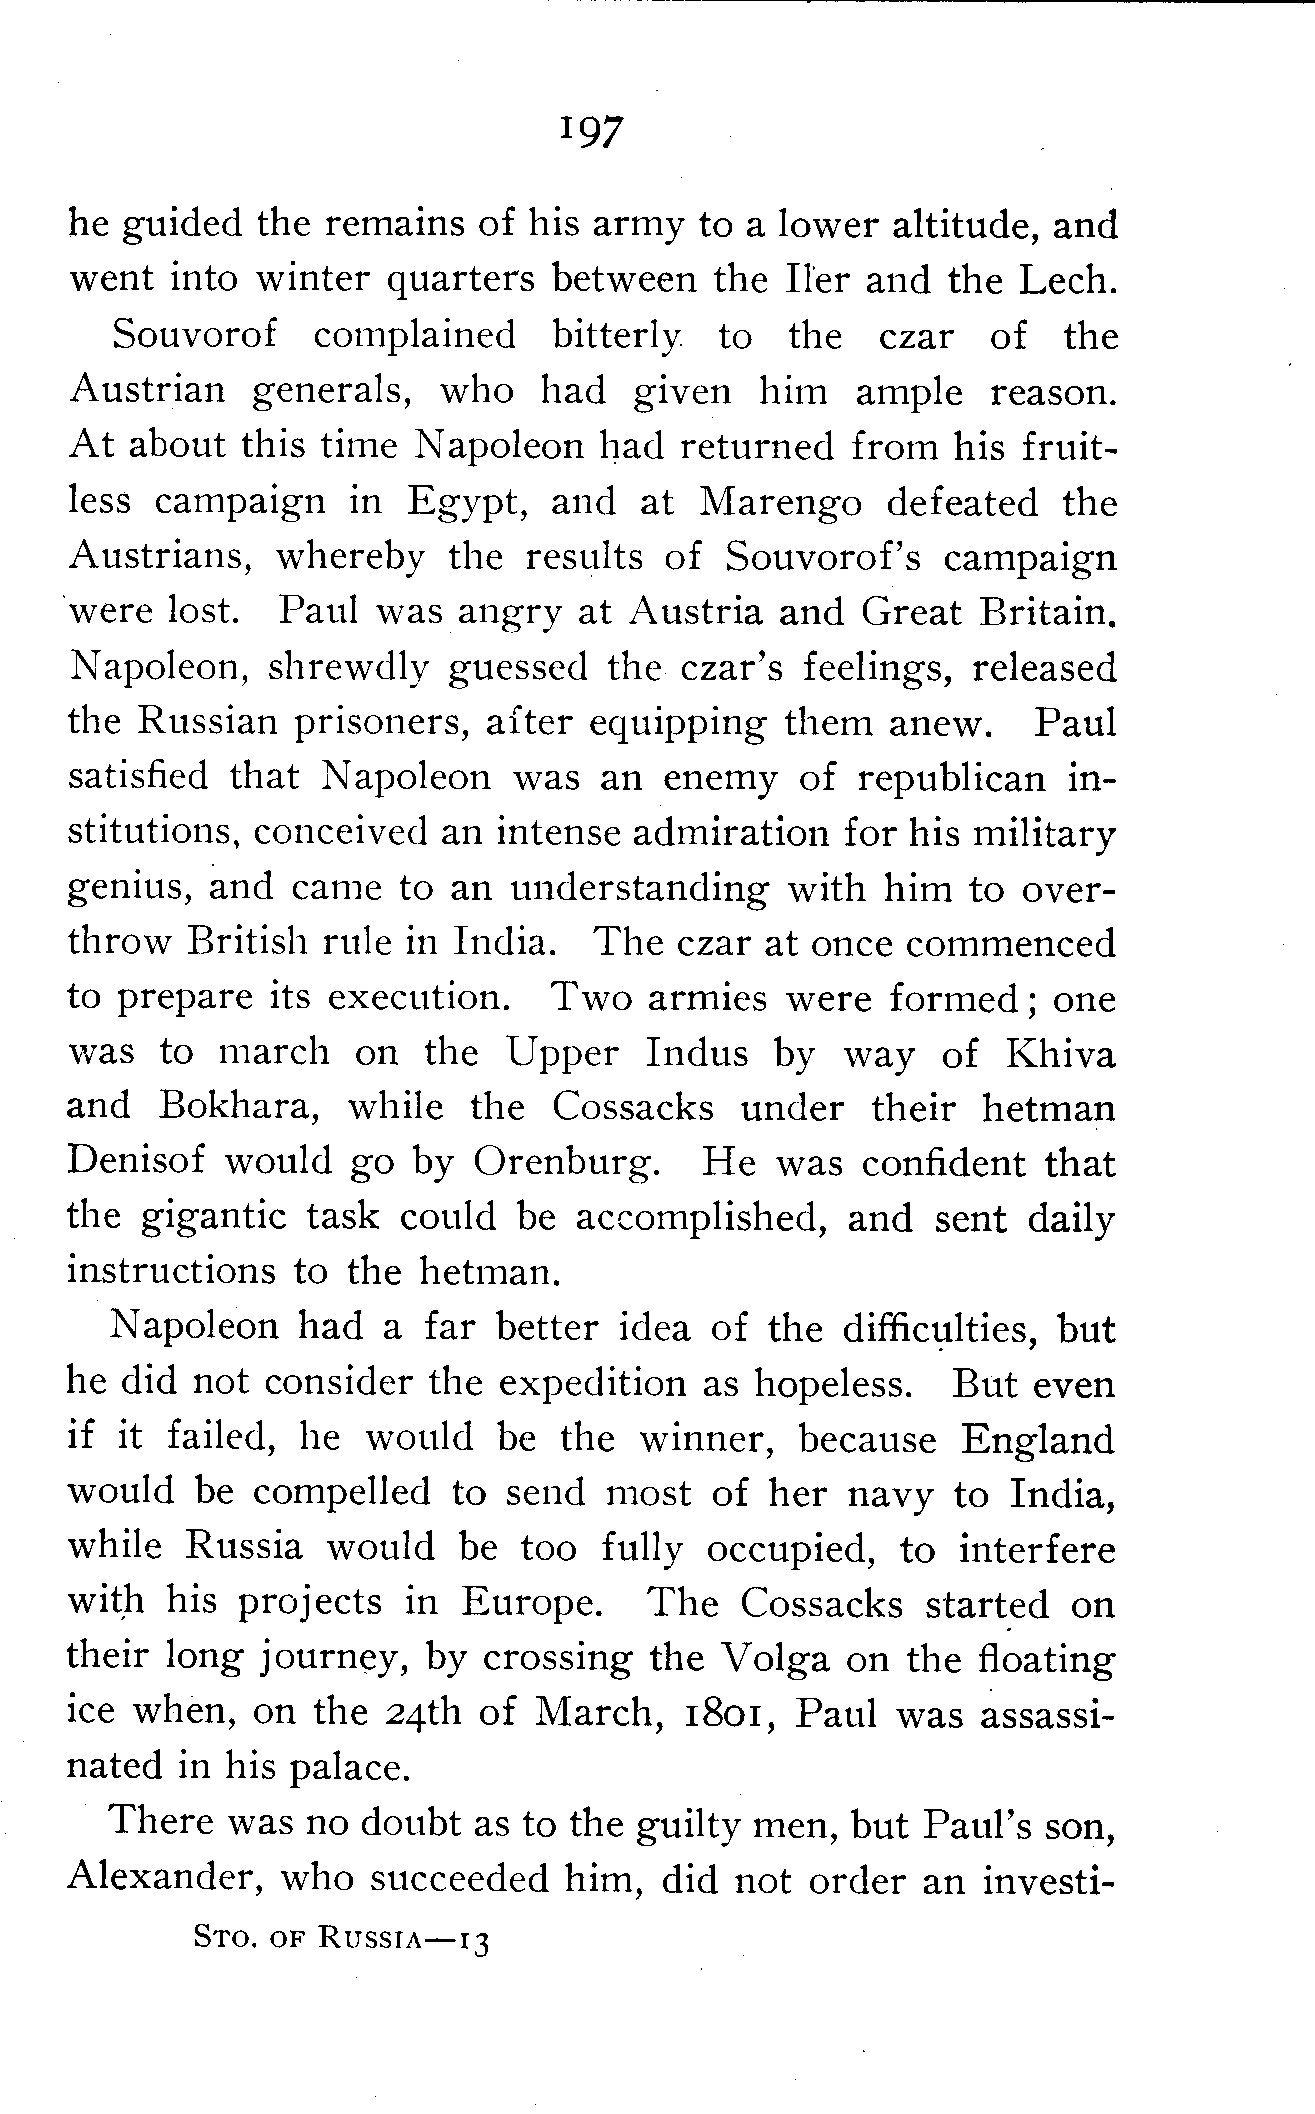 197
he guided the remains of his army to a lower altitude, and
went into winter quarters between the Iler and the Lech.
Souvorof complained bitterly to the czar of the
Austrian generals, who had given him ample reason.
At about this time Napoleon had returned from his fruit-
less campaign in Egypt, and at Marengo defeated the
Austrians, whereby the results of Souvorof's campaign
were lost. Paul was angry at Austria and Great Britain.
Napoleon, shrewdly guessed the czar's feelings, released
the Russian prisoners, after equipping them anew. Paul
satisfied that Napoleon was an enemy of republican in-
stitutions, conceived an intense admiration for his military
genius, and came to an understanding with him to over-
throw British rule in India. The czar at once commenced
to prepare its execution. Two armies were formed; one
was to march on the Upper Indus by way of Khiva
and Bokhara, while the Cossacks under their hetman
Denisof would go by Orenburg. He was confident that
the gigantic task could be accomplished, and sent daily
instructions to the hetman.
Napoleon had a far better idea of the difficulties, but
he did not consider the expedition as hopeless. But even
if it failed, he would be the winner, because England
would be compelled to send most of her navy to India,
while Russia would be too fully occupied, to interfere
with his projects in Europe. The Cossacks started on
their long journey, by crossing the Volga on the floating
ice when, on the 24th of March, 1801, Paul was assassi-
nated in his palace.
There was no doubt as to the guilty men, but Paul's son,
Alexander, who succeeded him, did not order an investi-
STO. OF RUSSIA—13